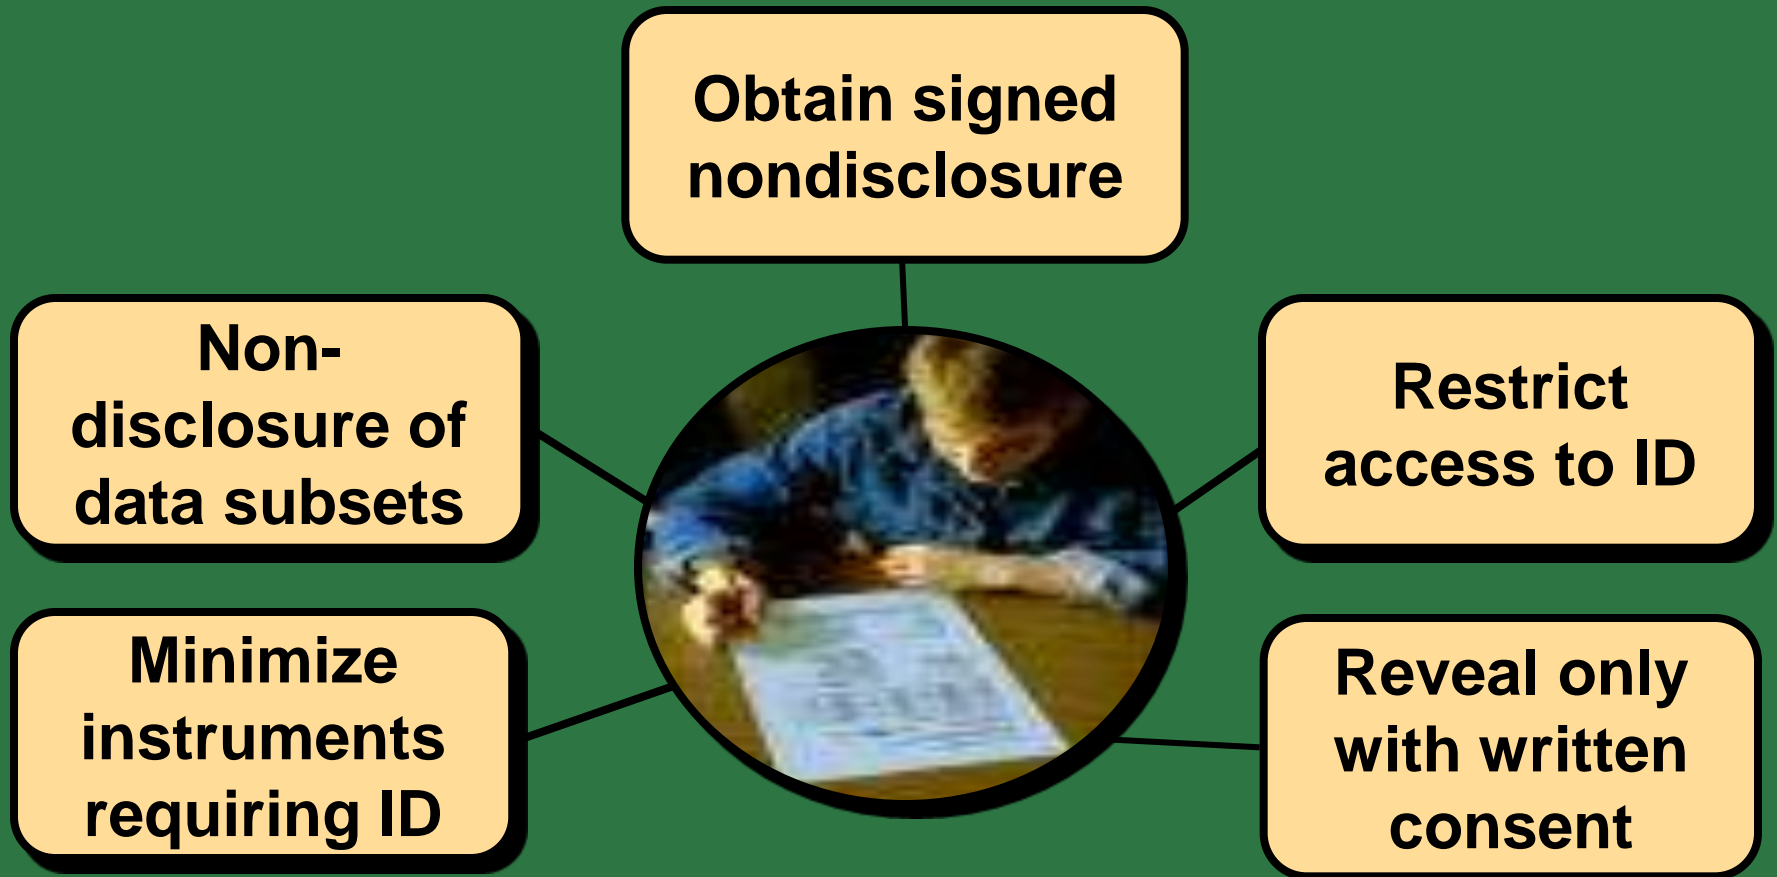 Obtain signed
nondisclosure
Non-
disclosure of
data subsets
Restrict
access to ID
Minimize
instruments
requiring ID
Reveal only
with written
consent